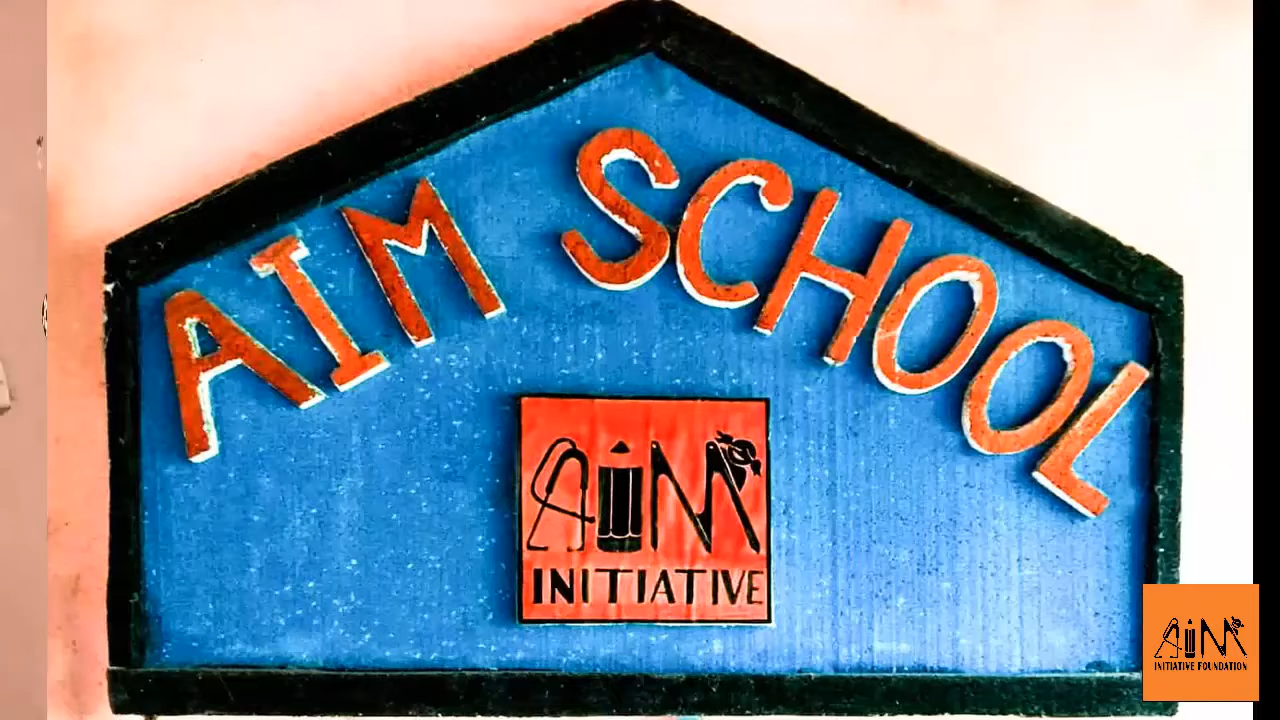 AIM SCHOOL
AiM
INITIATIVE
AiM
INITIATIVE FOUNDATION